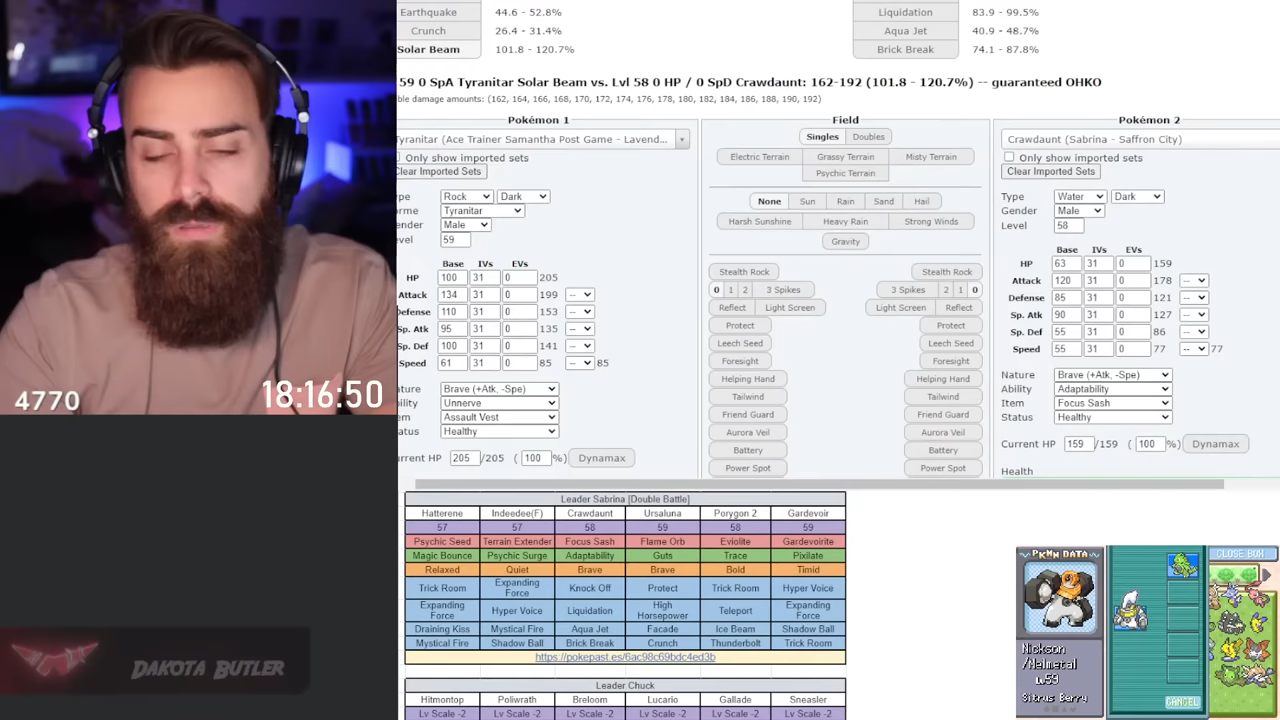 Earthquake 44.6 - 52.8% Liquidation 83.9 - 99.5%
Crunch 26.4 - 31.4% Aqua Jet 40.9 - 48.7%
Solar Beam 101.8 - 120.7% Brick Break 74.1 - 87.8%
59 0 SpA Tyranitar Solar Beam vs. Lvl 58 0 HP / 0 SpD Crawdaunt: 162-192 (101.8 - 120.7%) -- guaranteed OHKO
ble damage amounts: (162, 164, 166, 168, 170, 172, 174, 176, 178, 180, 182, 184, 186, 188, 190, 192)
Pokémon 1
Tyranitar (Ace Trainer Samantha Post Game - Lavend...
Only show imported sets
Clear Imported Sets
ype Rock Dark
orme Tyranitar
ender Male
evel 59
Base IVs EVs
HP 100 31 0 205
Attack 134 31 0 199 --
Defense 110 31 0 153 --
Sp. Atk 95 31 0 135 --
Sp. Def 100 31 0 141 --
Speed 61 31 0 85 -- 85
Nature Brave (+Atk, -Spe)
bility Unnerve
em Assault Vest
tatus Healthy
urrent HP 205 /205 ( 100 %) Dynamax
Field
Singles Doubles
Electric Terrain Grassy Terrain Misty Terrain
Psychic Terrain
None Sun Rain Sand Hail
Harsh Sunshine Heavy Rain Strong Winds
Gravity
Stealth Rock Stealth Rock
0 1 2 3 Spikes 3 Spikes 2 1 0
Reflect Light Screen Light Screen Reflect
Protect Protect
Leech Seed Leech Seed
Foresight Foresight
Helping Hand Helping Hand
Tailwind Tailwind
Friend Guard Friend Guard
Aurora Veil Aurora Veil
Battery Battery
Power Spot Power Spot
Pokémon 2
Crawdaunt (Sabrina - Saffron City)
Only show imported sets
Clear Imported Sets
Type Water Dark
Gender Male
Level 58
Base IVs EVs
HP 63 31 0 159
Attack 120 31 0 178 --
Defense 85 31 0 121 --
Sp. Atk 90 31 0 127 --
Sp. Def 55 31 0 86 --
Speed 55 31 0 77 -- 77
Nature Brave (+Atk, -Spe)
Ability Adaptability
Item Focus Sash
Status Healthy
Current HP 159 /159 ( 100 %) Dynamax
Health
4770 18:16:50
DAKOTA BUTLER
Leader Sabrina [Double Battle]
Hatterene Indeedee(F) Crawdaunt Ursaluna Porygon 2 Gardevoir
57 57 58 59 58 59
Psychic Seed Terrain Extender Focus Sash Flame Orb Eviolite Gardevoirite
Magic Bounce Psychic Surge Adaptability Guts Trace Pixilate
Relaxed Quiet Brave Brave Bold Timid
Trick Room Expanding Force Knock Off Protect Trick Room Hyper Voice
Expanding Force Hyper Voice Liquidation High Horsepower Teleport Expanding Force
Draining Kiss Mystical Fire Aqua Jet Facade Ice Beam Shadow Ball
Mystical Fire Shadow Ball Brick Break Crunch Thunderbolt Trick Room
https://pokepast.es/6ac98c69bdc4ed3b
Leader Chuck
Hitmontop Poliwrath Breloom Lucario Gallade Sneasler
Lv Scale -2 Lv Scale -2 Lv Scale -2 Lv Scale -2 Lv Scale -2 Lv Scale -2
PKMN DATA
/Nelmeral
Lv59
Sitrus Berry
CANCEL
CLOSE BOX